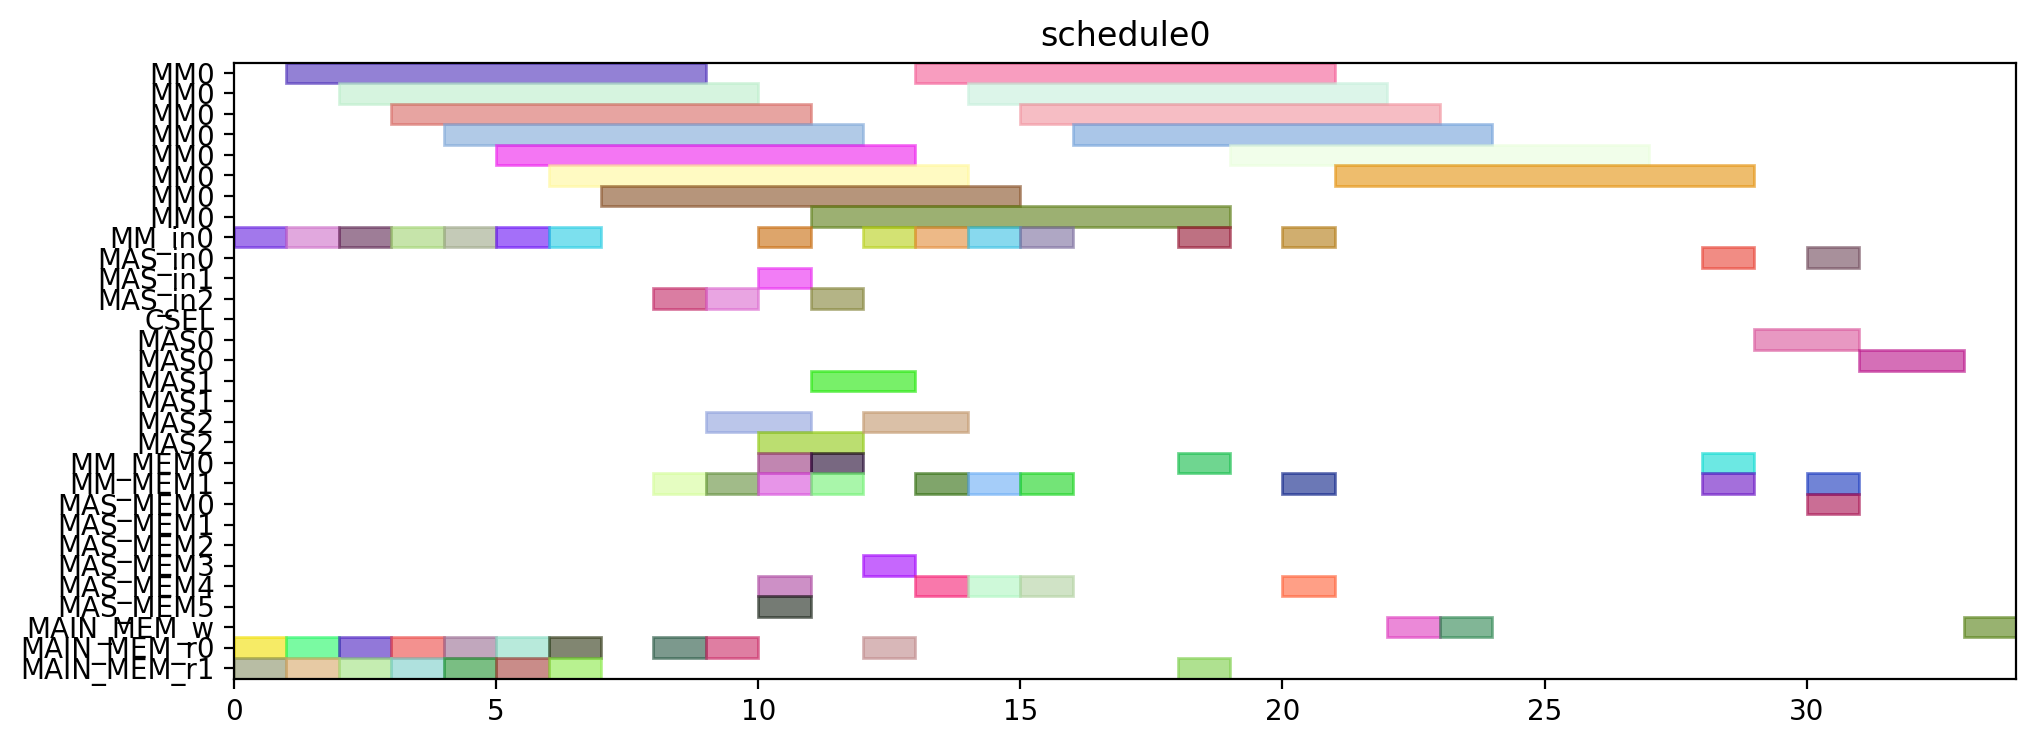 schedule0
MM0
MM0
MM0
MM0
MM0
MM0
MM0
MM0
MM_in0
MAS_in0
MAS_in1
MAS_in2
CSEL
MAS0
MAS0
MAS1
MAS1
MAS2
MAS2
MM_MEM0
MM_MEM1
MAS_MEM0
MAS_MEM1
MAS_MEM2
MAS_MEM3
MAS_MEM4
MAS_MEM5
MAIN_MEM_w
MAIN_MEM_r0
MAIN_MEM_r1
0 5 10 15 20 25 30